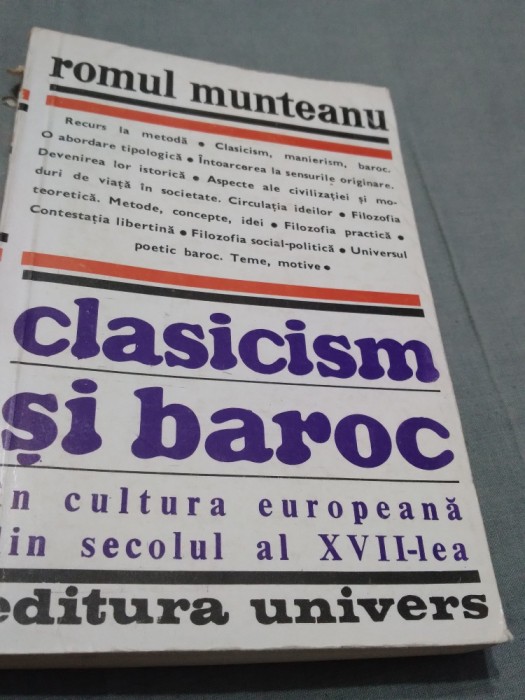 romul munteanu
Recurs la metodă • Clasicism, manierism, baroc.
O abordare tipologică • Întoarcerea la sensurile originare.
Devenirea lor istorică • Aspecte ale civilizației și mo-
duri de viață în societate. Circulația ideilor • Filozofia
teoretică. Metode, concepte, idei • Filozofia practică •
Contestația libertină • Filozofia social-politică • Universul
poetic baroc. Teme, motive •
clasicism
și baroc
în cultura europeană
din secolul al XVII-lea
editura univers